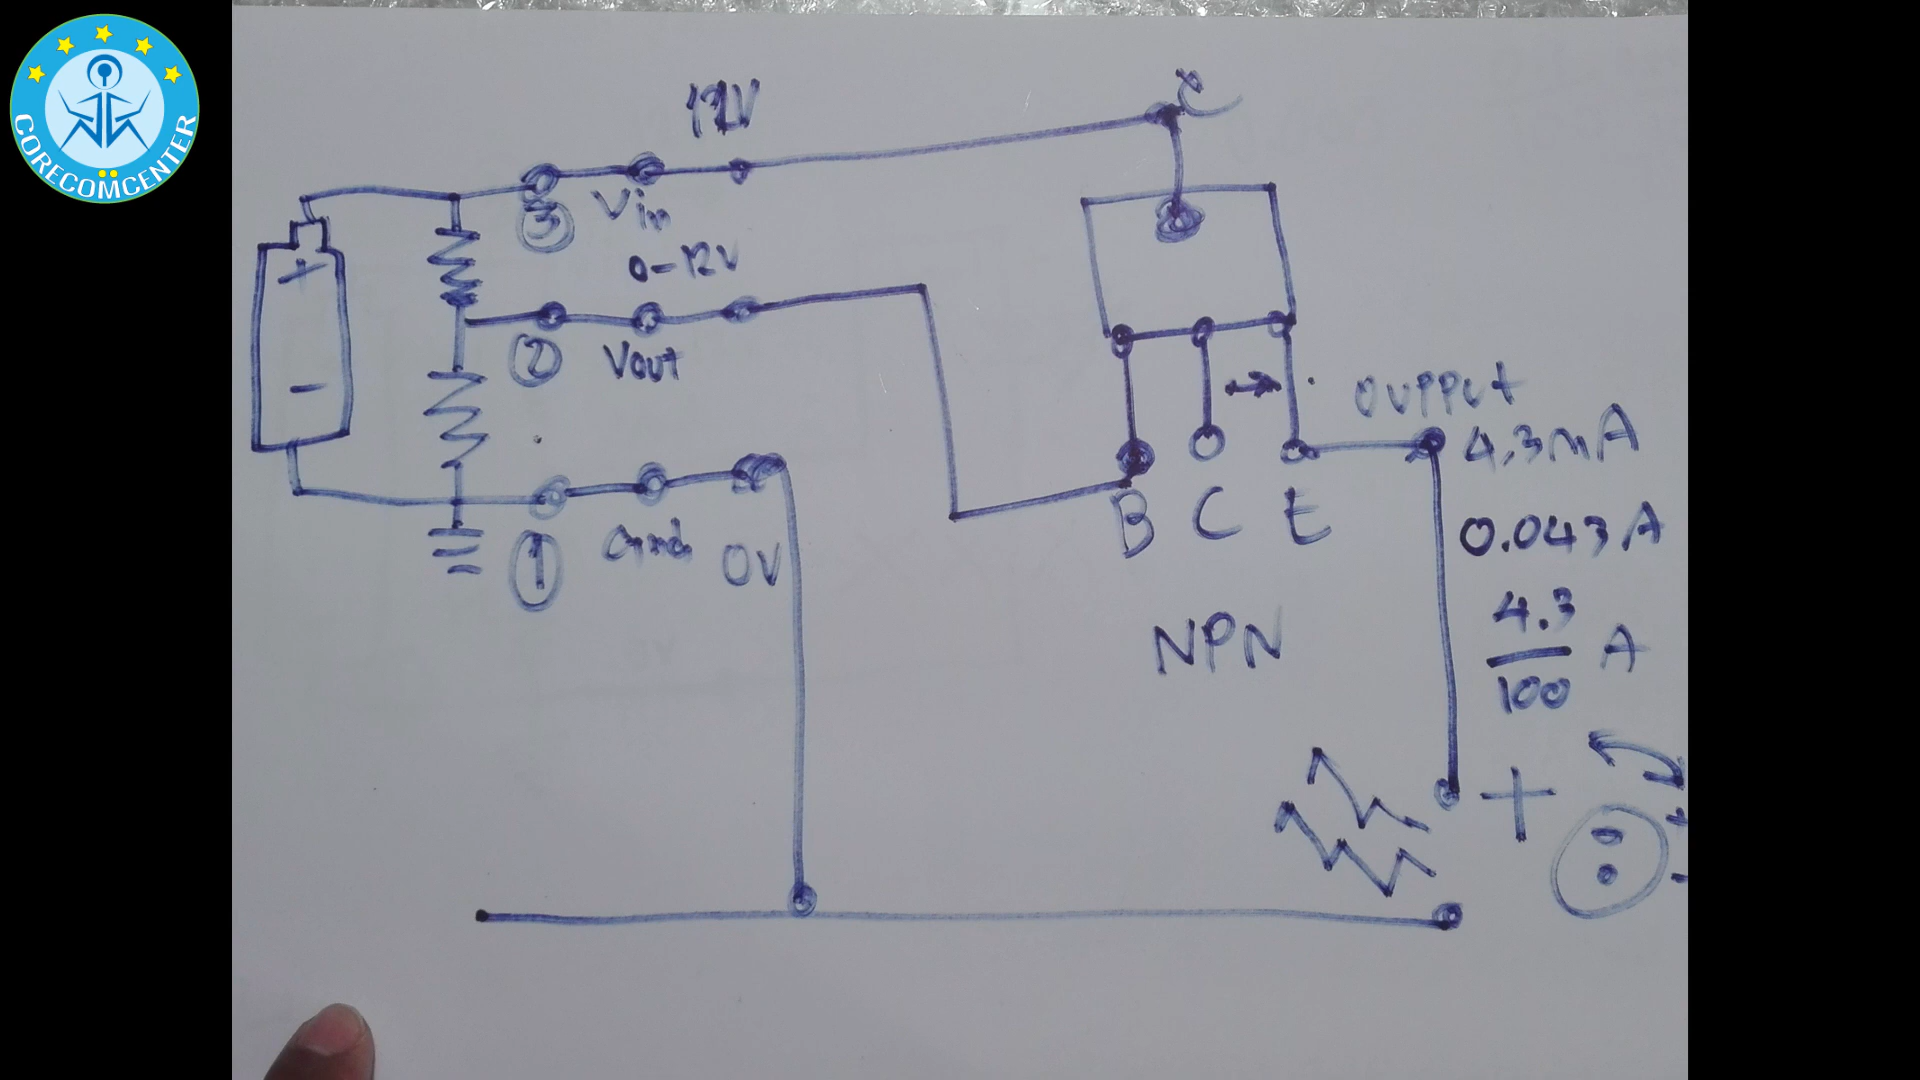 CORECOMCENTER
12V
C
3
Vin
0-12V
+
2
Vout
-
OUPPUt
4.3mA
B C E
0.043A
1
Gnd
0V
4.3
100
A
NPN
+
+
-